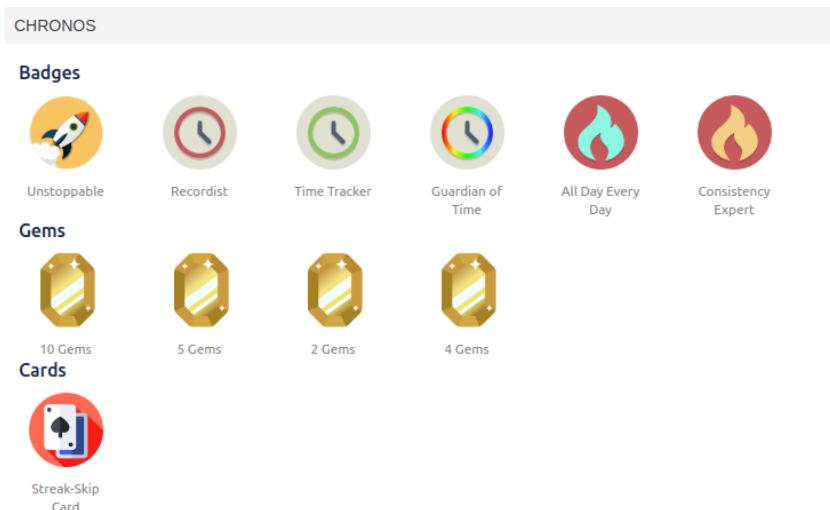 CHRONOS
Badges
Unstoppable
Recordist
Time Tracker
Guardian of
Time
All Day Every
Day
Consistency
Expert
Gems
10 Gems
5 Gems
2 Gems
4 Gems
Cards
Streak-Skip
Card